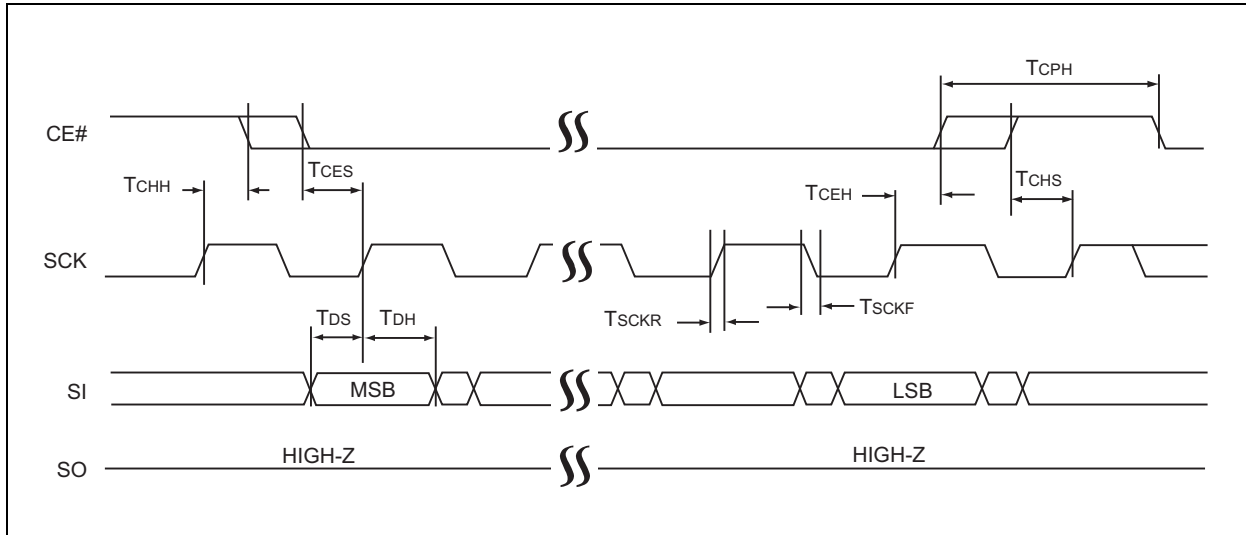 TCPH
CE#
TCES
TCHH
TCEH
TCHS
SCK
TSCKR
TSCKF
TDS
TDH
SI
MSB
LSB
HIGH-Z
HIGH-Z
SO